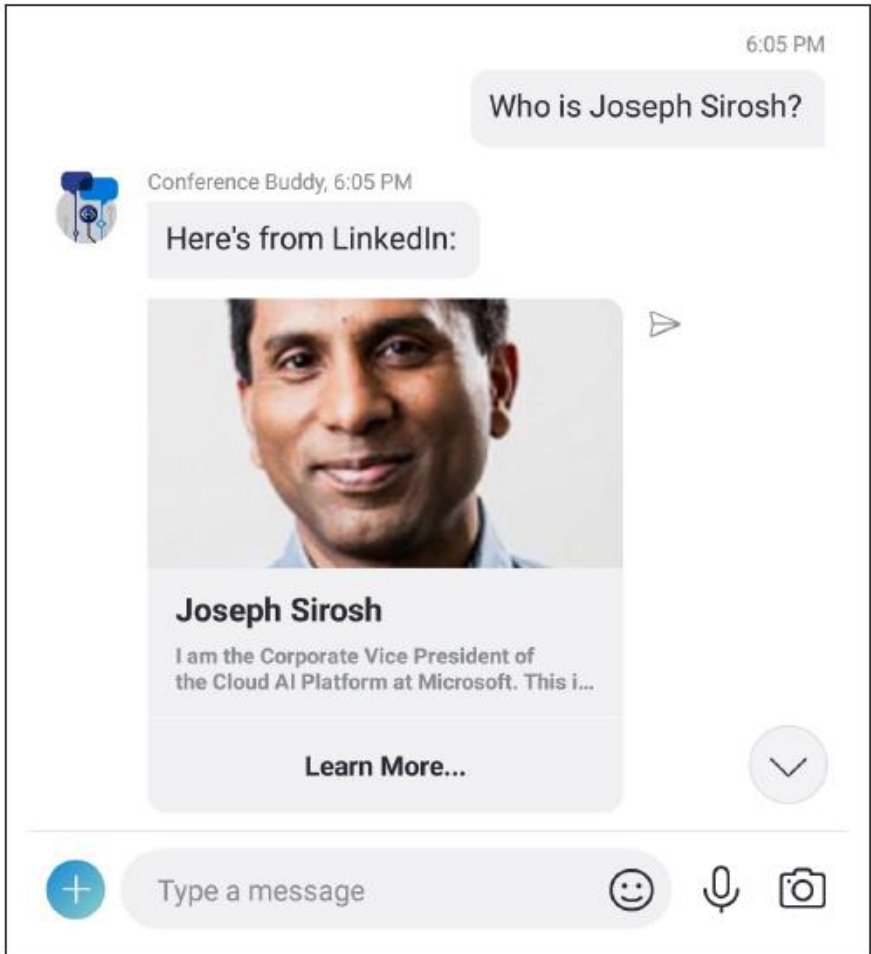 6:05 PM
Who is Joseph Sirosh?
Conference Buddy, 6:05 PM
Here's from LinkedIn:
Joseph Sirosh
I am the Corporate Vice President of
the Cloud AI Platform at Microsoft. This i...
Learn More...
Type a message